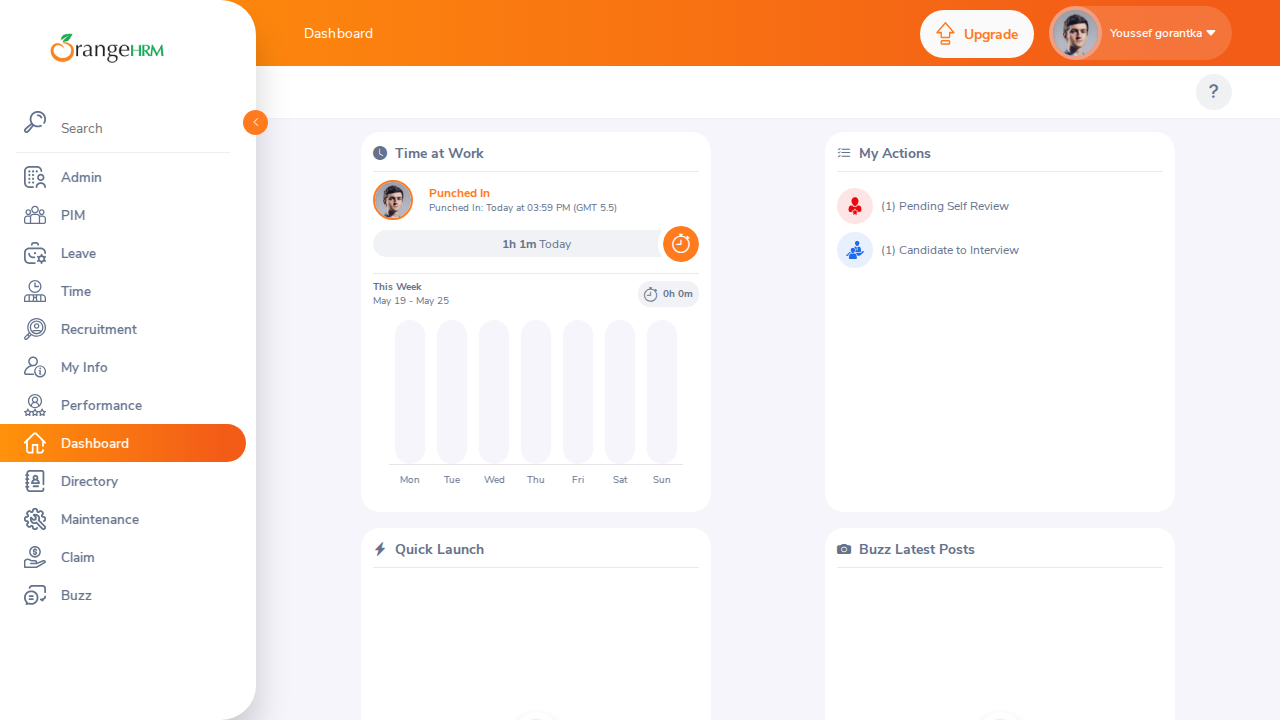 OrangeHRM
Dashboard
Upgrade
Youssef gorantka
?
Search
Admin
PIM
Leave
Time
Recruitment
My Info
Performance
Dashboard
Directory
Maintenance
Claim
Buzz
Time at Work
Punched In
Punched In: Today at 03:59 PM (GMT 5.5)
1h 1m Today
This Week
May 19 - May 25
0h 0m
Mon Tue Wed Thu Fri Sat Sun
My Actions
(1) Pending Self Review
(1) Candidate to Interview
Quick Launch
Buzz Latest Posts